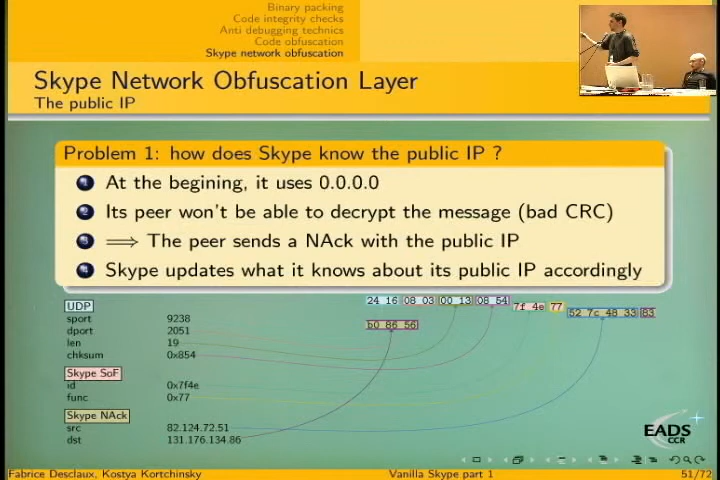 Binary packing
Code integrity checks
Anti debugging technics
Code obfuscation
Skype network obfuscation
Skype Network Obfuscation Layer
The public IP
Problem 1: how does Skype know the public IP ?
1 At the begining, it uses 0.0.0.0
2 Its peer won't be able to decrypt the message (bad CRC)
3 ⟹ The peer sends a NAck with the public IP
4 Skype updates what it knows about its public IP accordingly
UDP
sport 9238
dport 2051
len 19
chksum 0x854
Skype SoF
id 0x7f4e
func 0x77
Skype NAck
src 82.124.72.51
dst 131.176.134.86
24 16 08 03 00 13 08 54 7f 4e 77 52 7c 48 33 83
b0 86 56
EADS
CCR
Fabrice Desclaux, Kostya Kortchinsky Vanilla Skype part 1 51/72